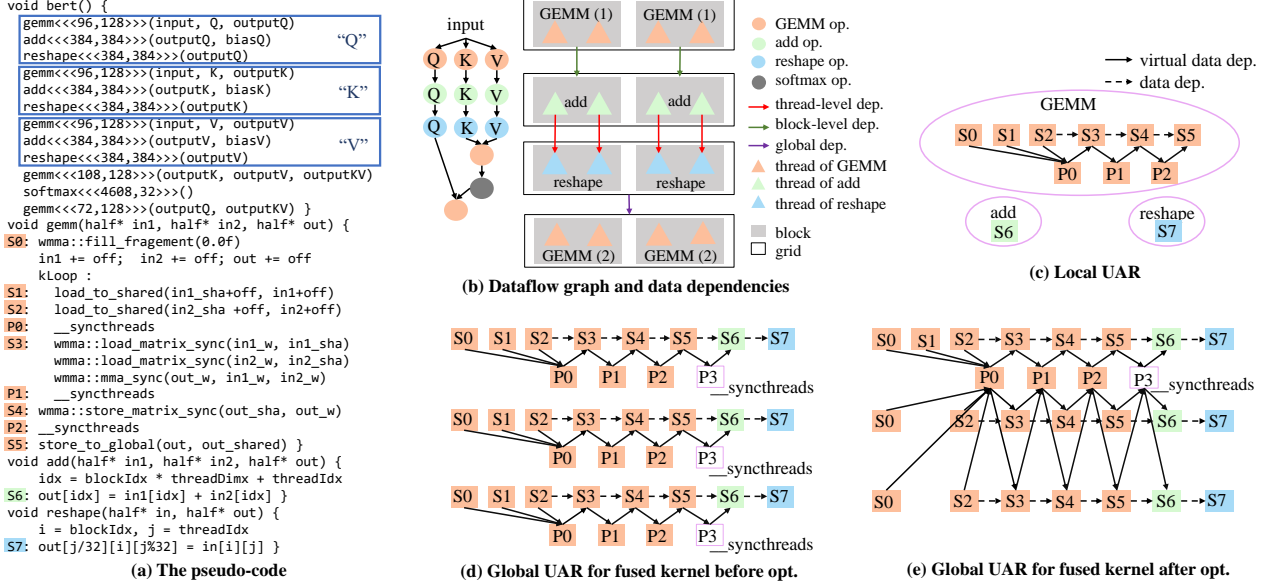 void bert() {
gemm<<<96,128>>>(input, Q, outputQ)
add<<<384,384>>>(outputQ, biasQ)
reshape<<<384,384>>>(outputQ)
“Q”
gemm<<<96,128>>>(input, K, outputK)
add<<<384,384>>>(outputK, biasK)
reshape<<<384,384>>>(outputK)
“K”
gemm<<<96,128>>>(input, V, outputV)
add<<<384,384>>>(outputV, biasV)
reshape<<<384,384>>>(outputV)
“V”
gemm<<<108,128>>>(outputK, outputV, outputKV)
softmax<<<4608,32>>>()
gemm<<<72,128>>>(outputQ, outputKV) }
void gemm(half* in1, half* in2, half* out) {
S0: wmma::fill_fragement(0.0f)
in1 += off; in2 += off; out += off
kLoop :
S1: load_to_shared(in1_sha+off, in1+off)
S2: load_to_shared(in2_sha +off, in2+off)
P0: __syncthreads
S3: wmma::load_matrix_sync(in1_w, in1_sha)
wmma::load_matrix_sync(in2_w, in2_sha)
wmma::mma_sync(out_w, in1_w, in2_w)
P1: __syncthreads
S4: wmma::store_matrix_sync(out_sha, out_w)
P2: __syncthreads
S5: store_to_global(out, out_shared) }
void add(half* in1, half* in2, half* out) {
idx = blockIdx * threadDimx + threadIdx
S6: out[idx] = in1[idx] + in2[idx] }
void reshape(half* in, half* out) {
i = blockIdx, j = threadIdx
S7: out[j/32][i][j%32] = in[i][j] }
(a) The pseudo-code
input
Q K V
Q K V
Q K V
GEMM (1) GEMM (1)
add add
reshape reshape
GEMM (2) GEMM (2)
GEMM op.
add op.
reshape op.
softmax op.
thread-level dep.
block-level dep.
global dep.
thread of GEMM
thread of add
thread of reshape
block
grid
(b) Dataflow graph and data dependencies
virtual data dep.
data dep.
GEMM
S0 S1 S2 S3 S4 S5
P0 P1 P2
add
S6
reshape
S7
(c) Local UAR
S0 S1 S2 S3 S4 S5 S6 S7
P0 P1 P2 P3
__syncthreads
S0 S1 S2 S3 S4 S5 S6 S7
P0 P1 P2 P3
__syncthreads
S0 S1 S2 S3 S4 S5 S6 S7
P0 P1 P2 P3
__syncthreads
(d) Global UAR for fused kernel before opt.
S0 S1 S2 S3 S4 S5 S6 S7
P0 P1 P2 P3
__syncthreads
S0 S2 S3 S4 S5 S6 S7
S0 S2 S3 S4 S5 S6 S7
(e) Global UAR for fused kernel after opt.